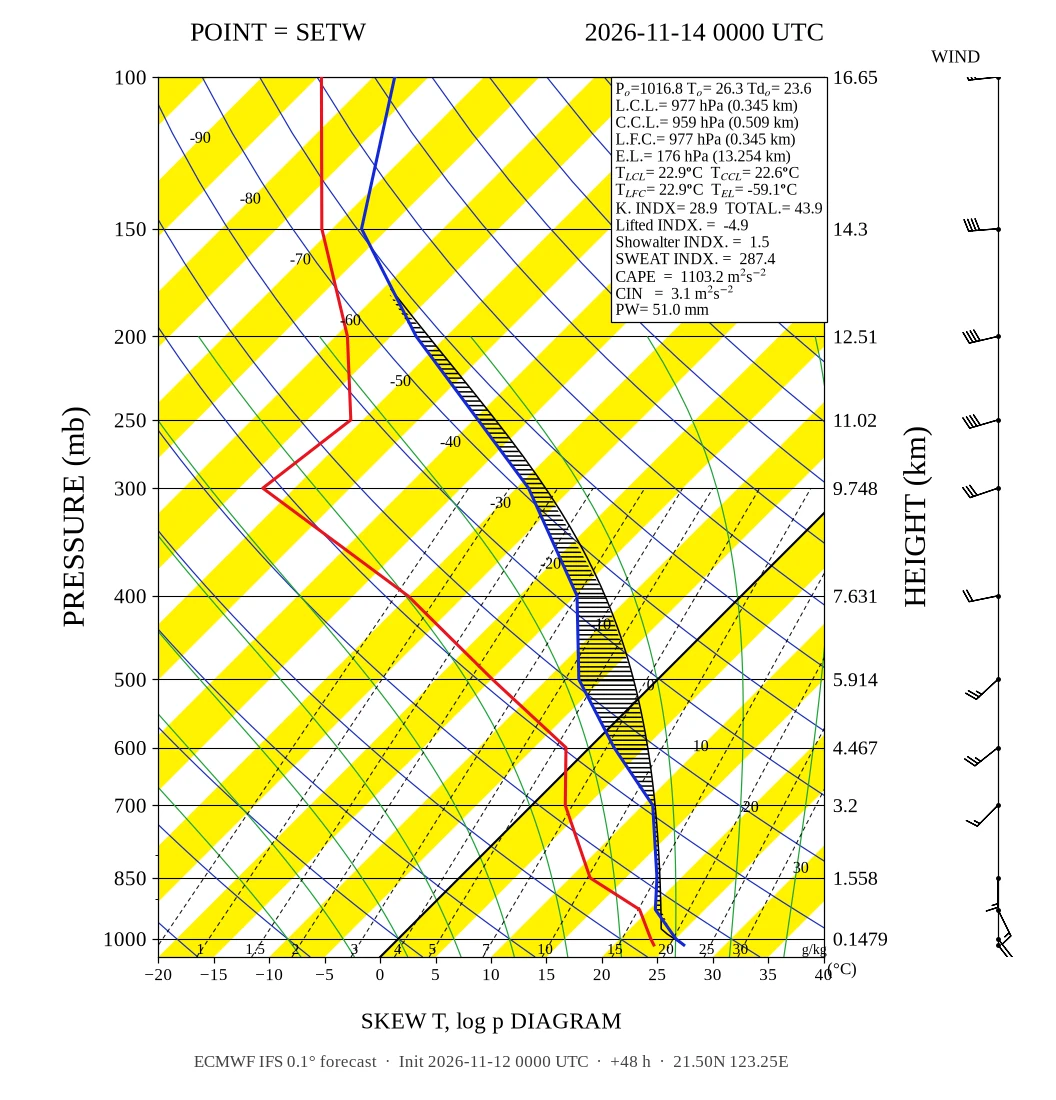 POINT = SETW
2026-11-14 0000 UTC
WIND
100
16.65
Pₒ=1016.8 Tₒ= 26.3 Tdₒ= 23.6
L.C.L.= 977 hPa (0.345 km)
C.C.L.= 959 hPa (0.509 km)
L.F.C.= 977 hPa (0.345 km)
E.L.= 176 hPa (13.254 km)
T_LCL= 22.9°C T_CCL= 22.6°C
T_LFC= 22.9°C T_EL= -59.1°C
K. INDX= 28.9 TOTAL.= 43.9
Lifted INDX. = -4.9
Showalter INDX. = 1.5
SWEAT INDX. = 287.4
CAPE = 1103.2 m²s⁻²
CIN = 3.1 m²s⁻²
PW= 51.0 mm
-90
-80
150
14.3
-70
-60
200
12.51
-50
250
11.02
-40
300
9.748
-30
-20
400
7.631
-10
500
5.914
0
600
4.467
10
700
3.2
20
850
1.558
30
1000
0.1479
PRESSURE (mb)
HEIGHT (km)
1 1.5 2 3 4 5 7 10 15 20 25 30 g/kg
−20 −15 −10 −5 0 5 10 15 20 25 30 35 40
(°C)
SKEW T, log p DIAGRAM
ECMWF IFS 0.1° forecast · Init 2026-11-12 0000 UTC · +48 h · 21.50N 123.25E